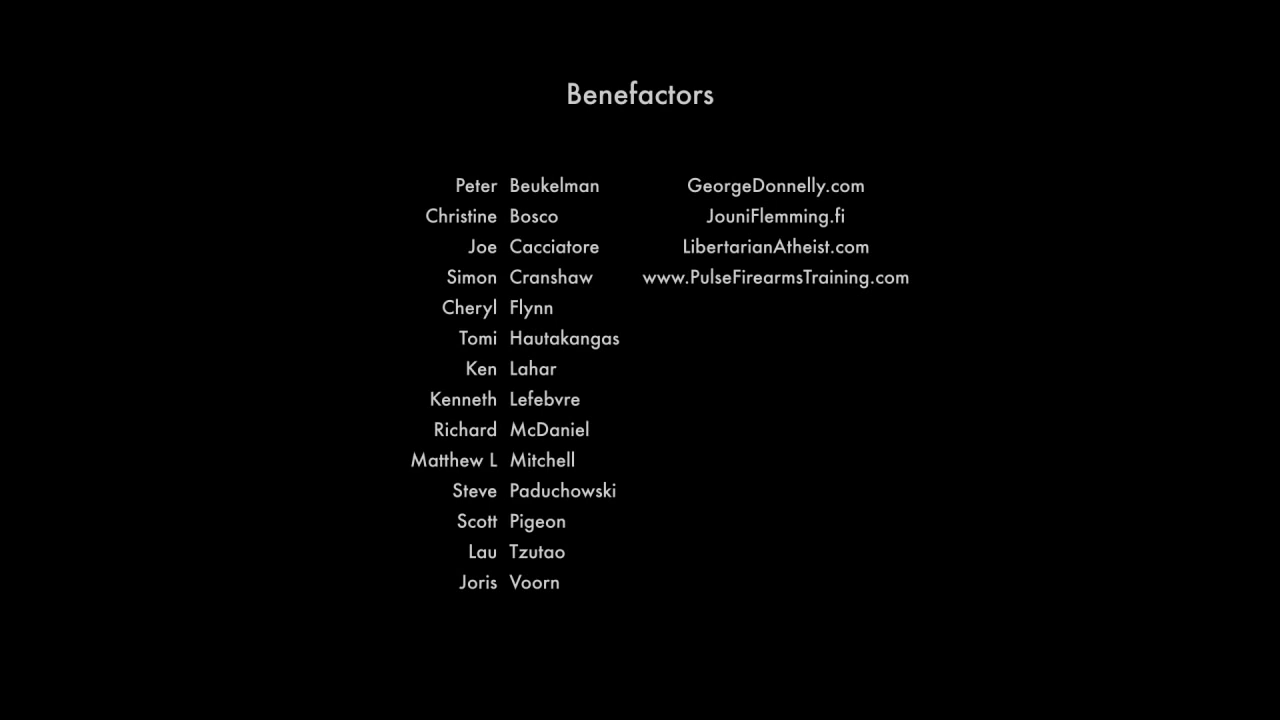 Benefactors
Peter Beukelman GeorgeDonnelly.com
Christine Bosco JouniFlemming.fi
Joe Cacciatore LibertarianAtheist.com
Simon Cranshaw www.PulseFirearmsTraining.com
Cheryl Flynn
Tomi Hautakangas
Ken Lahar
Kenneth Lefebvre
Richard McDaniel
Matthew L Mitchell
Steve Paduchowski
Scott Pigeon
Lau Tzutao
Joris Voorn